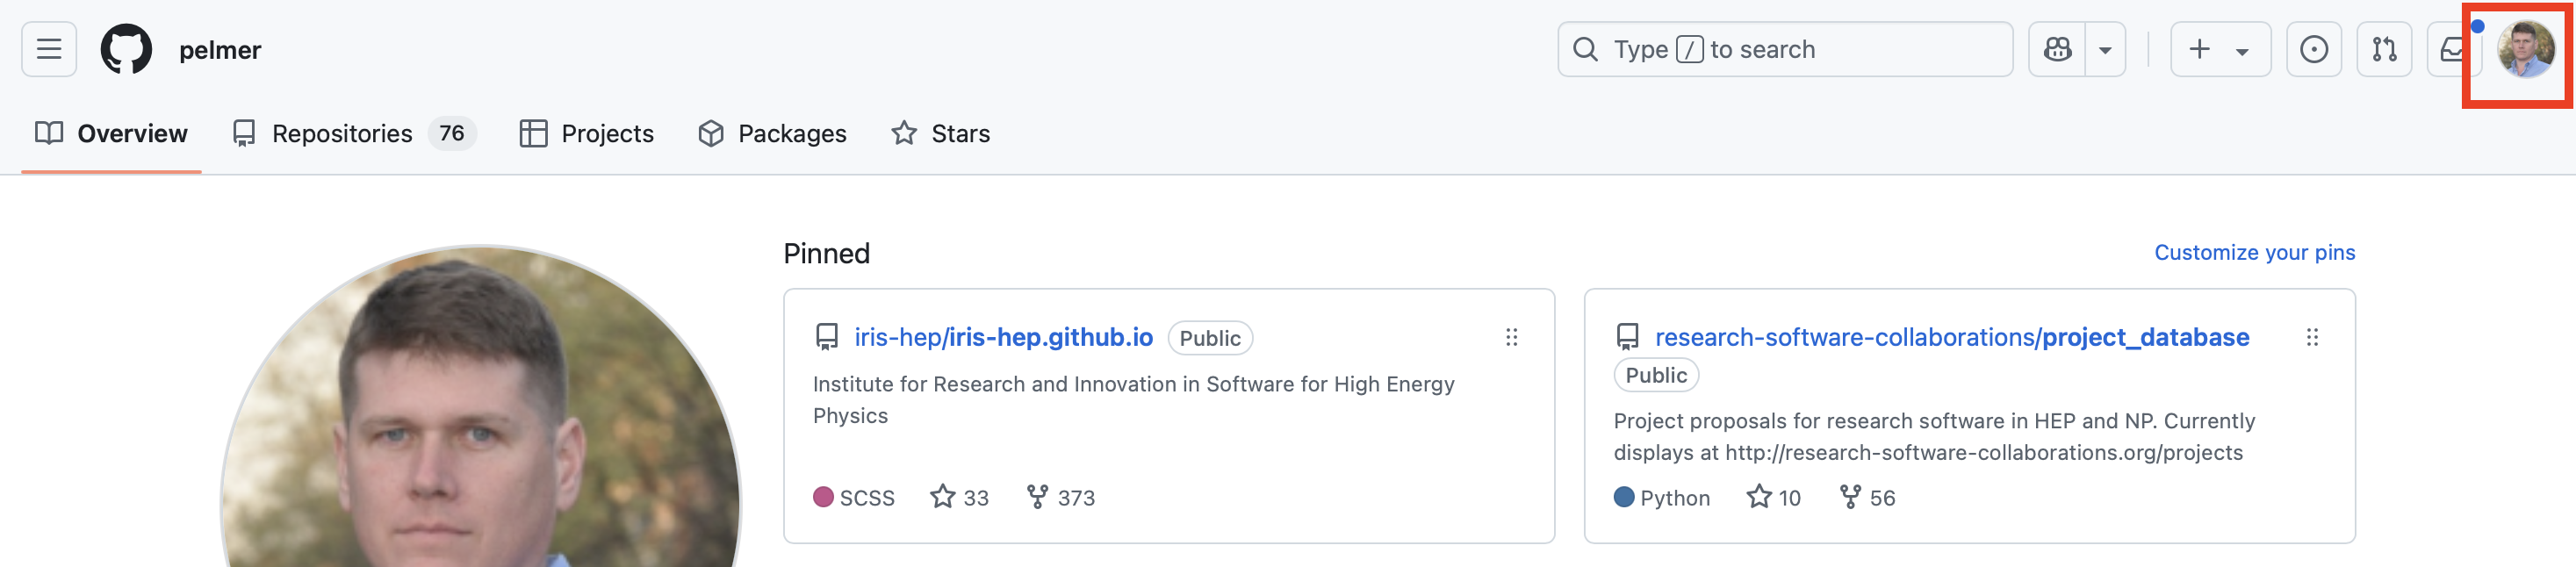 pelmer
Type / to search
Overview
Repositories 76
Projects
Packages
Stars
Pinned
Customize your pins
iris-hep/iris-hep.github.io Public
Institute for Research and Innovation in Software for High Energy
Physics
SCSS 33 373
research-software-collaborations/project_database
Public
Project proposals for research software in HEP and NP. Currently
displays at http://research-software-collaborations.org/projects
Python 10 56